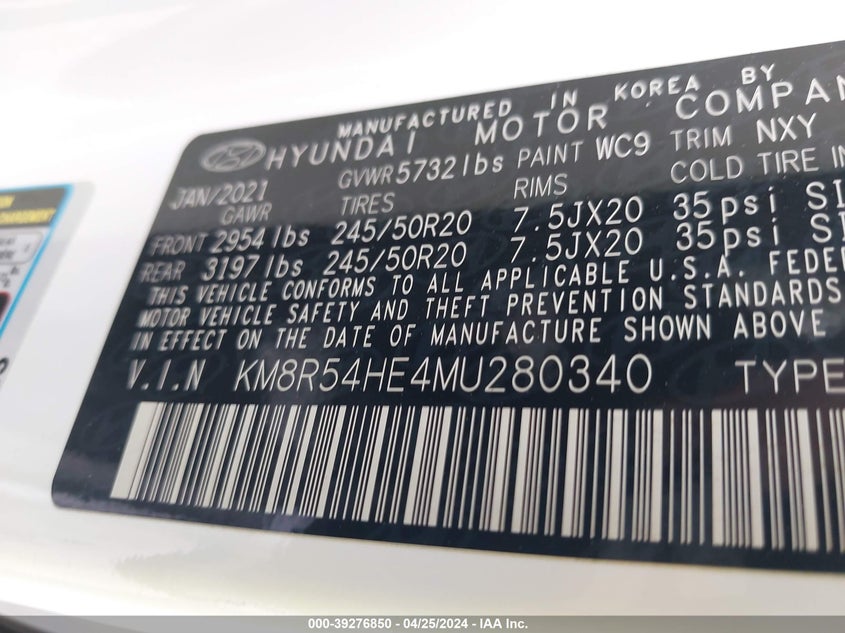 MANUFACTURED IN KOREA BY
HYUNDAI MOTOR COMPAN
JAN/2021 GVWR 5732 lbs PAINT WC9 TRIM NXY
GAWR TIRES RIMS COLD TIRE IN
FRONT 2954 lbs 245/50R20 7.5JX20 35psi SI
REAR 3197 lbs 245/50R20 7.5JX20 35psi SI
THIS VEHICLE CONFORMS TO ALL APPLICABLE U.S.A. FEDER
MOTOR VEHICLE SAFETY AND THEFT PREVENTION STANDARDS
IN EFFECT ON THE DATE OF MANUFACTURE SHOWN ABOVE
V.I.N KM8R54HE4MU280340 TYPE
000-39276850 - 04/25/2024 - IAA Inc.